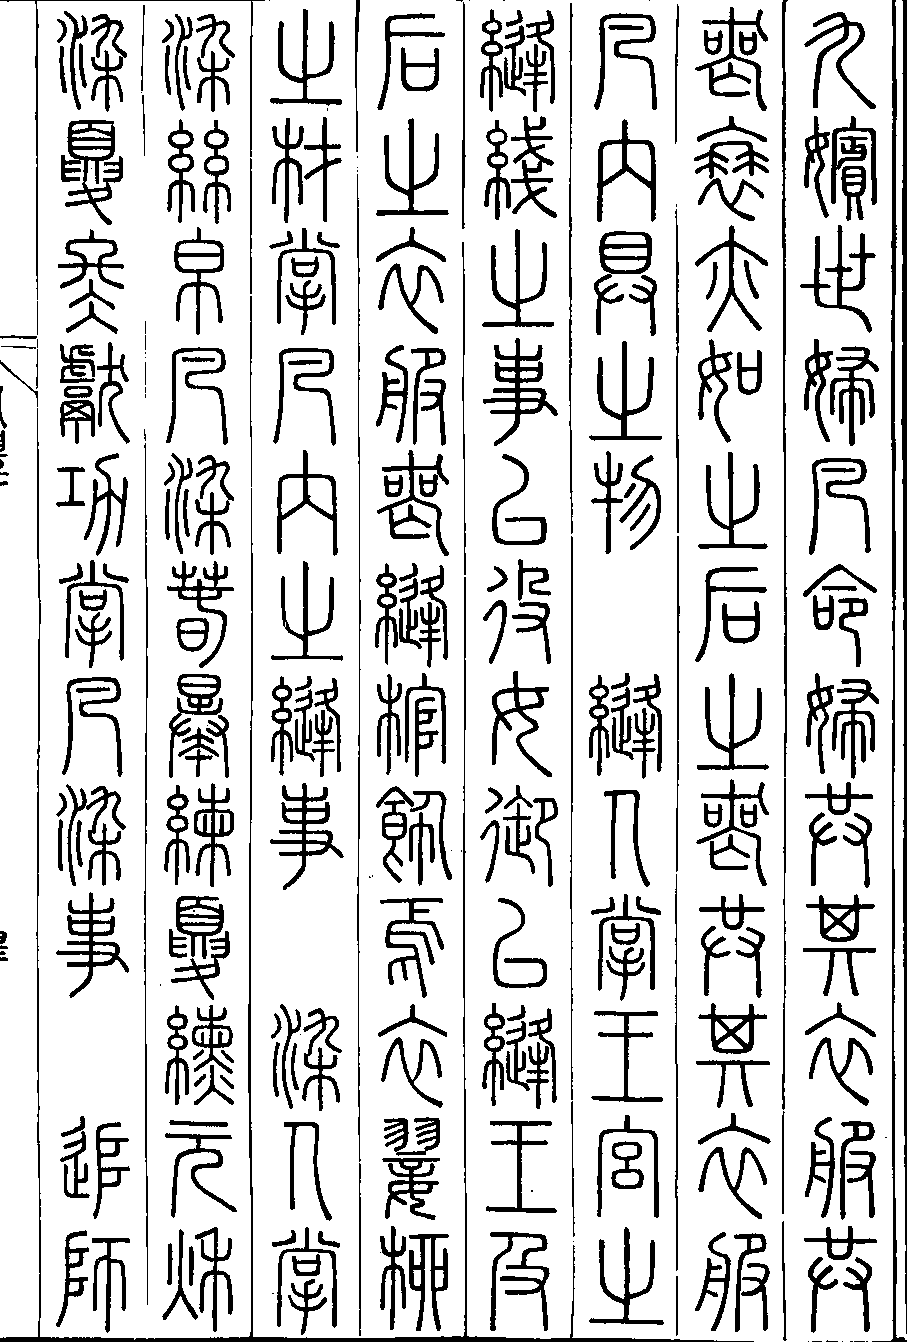 九嬪世婦凡命婦共其衣服共
喪衰亦如之后之喪共其衣服
凡內具之物　縫人掌王宮之
縫綫之事以役女御以縫王及
后之衣服喪縫棺飾焉衣翣柳
之材掌凡內之縫事　染人掌
染絲帛凡染春暴練夏纁元秋
染夏冬獻功掌凡染事　追師